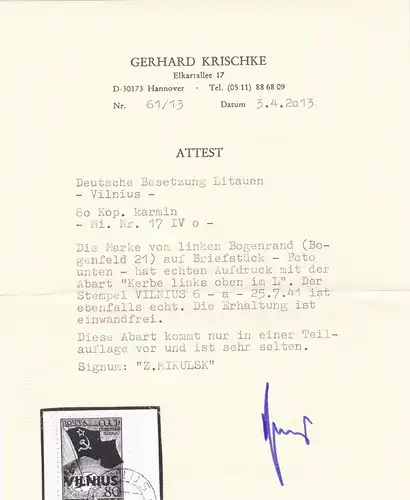 GERHARD KRISCHKE
Elkartallee 17
D-30173 Hannover · Tel. (05 11) 88 68 09
Nr. 61/13 Datum 3.4.2013
ATTEST
Deutsche Besetzung Litauen
- Vilnius -
80 Kop. karmin
- Mi. Nr. 17 IV o -
Die Marke vom linken Bogenrand (Bo-
genfeld 21) auf Briefstück - Foto
unten - hat echten Aufdruck mit der
Abart "Kerbe links oben im L". Der
Stempel VILNIUS 6 - a - 25.7.41 ist
ebenfalls echt. Die Erhaltung ist
einwandfrei.
Diese Abart kommt nur in einer Teil-
auflage vor und ist sehr selten.
Signum: "Z.MIKULSK"
ПОЧТА СССР
VILNIUS
80